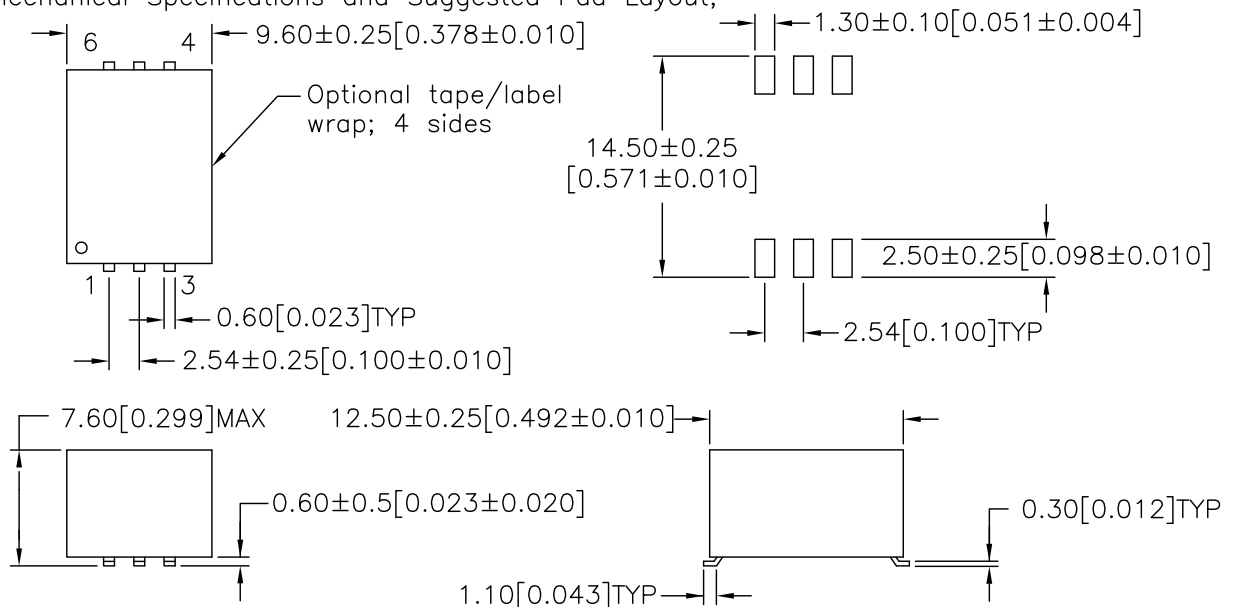 Mechanical Specifications and Suggested Pad Layout,
6 4
9.60±0.25[0.378±0.010]
1.30±0.10[0.051±0.004]
Optional tape/label
wrap; 4 sides
14.50±0.25
[0.571±0.010]
2.50±0.25[0.098±0.010]
1 3
0.60[0.023]TYP
2.54[0.100]TYP
2.54±0.25[0.100±0.010]
7.60[0.299]MAX
12.50±0.25[0.492±0.010]
0.60±0.5[0.023±0.020]
0.30[0.012]TYP
1.10[0.043]TYP